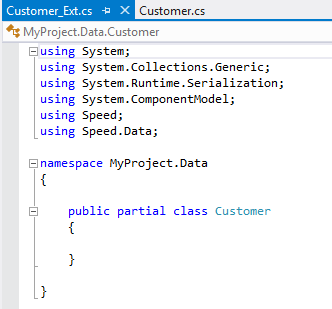 Customer_Ext.cs Customer.cs
MyProject.Data.Customer
using System;
using System.Collections.Generic;
using System.Runtime.Serialization;
using System.ComponentModel;
using Speed;
using Speed.Data;
namespace MyProject.Data
{
public partial class Customer
{
}
}